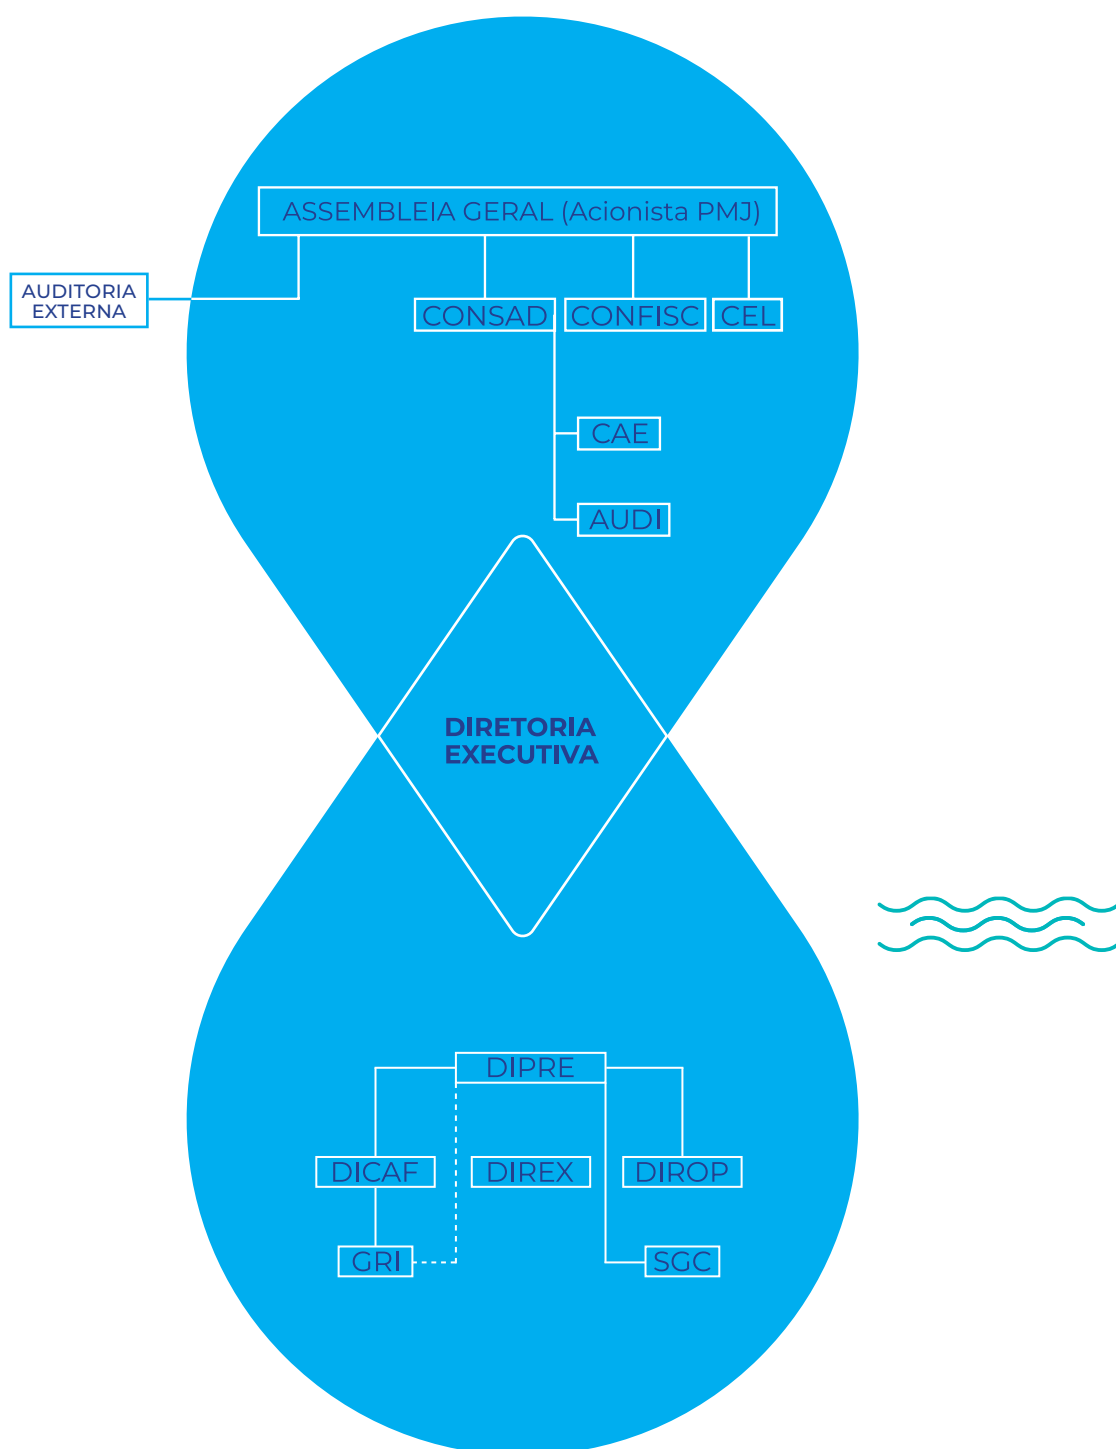 ASSEMBLEIA GERAL (Acionista PMJ)
AUDITORIA
EXTERNA
CONSAD
CONFISC
CEL
CAE
AUDI
DIRETORIA
EXECUTIVA
DIPRE
DICAF
DIREX
DIROP
GRI
SGC